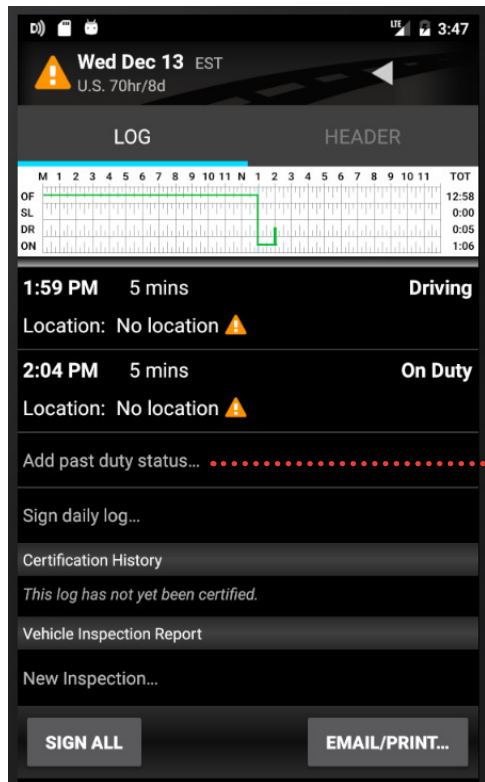 D)) LTE 3:47
Wed Dec 13 EST
U.S. 70hr/8d
LOG HEADER
M 1 2 3 4 5 6 7 8 9 10 11 N 1 2 3 4 5 6 7 8 9 10 11 TOT
OF 12:58
SL 0:00
DR 0:05
ON 1:06
1:59 PM 5 mins Driving
Location: No location
2:04 PM 5 mins On Duty
Location: No location
Add past duty status...
Sign daily log...
Certification History
This log has not yet been certified.
Vehicle Inspection Report
New Inspection...
SIGN ALL EMAIL/PRINT...